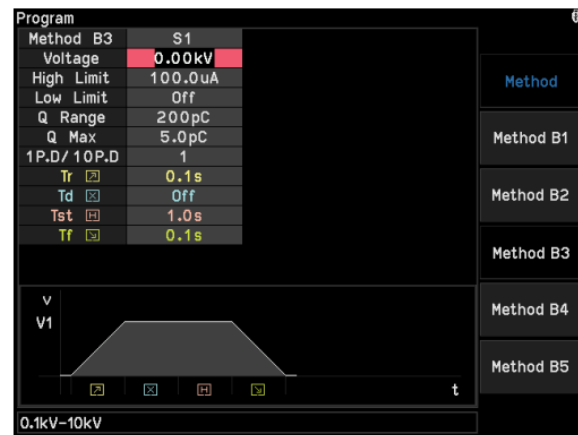 Program
Method B3 S1
Voltage 0.00kV
High Limit 100.0uA
Low Limit Off
Q Range 200pC
Q Max 5.0pC
1P.D/10P.D 1
Tr 0.1s
Td Off
Tst H 1.0s
Tf 0.1s
V
V1
H
t
0.1kV-10kV
Method
Method B1
Method B2
Method B3
Method B4
Method B5